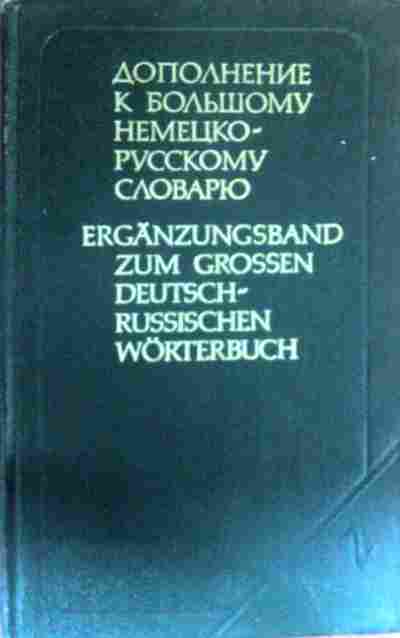 ДОПОЛНЕНИЕ
К БОЛЬШОМУ
НЕМЕЦКО-
РУССКОМУ
СЛОВАРЮ
ERGÄNZUNGSBAND
ZUM GROSSEN
DEUTSCH-
RUSSISCHEN
WÖRTERBUCH